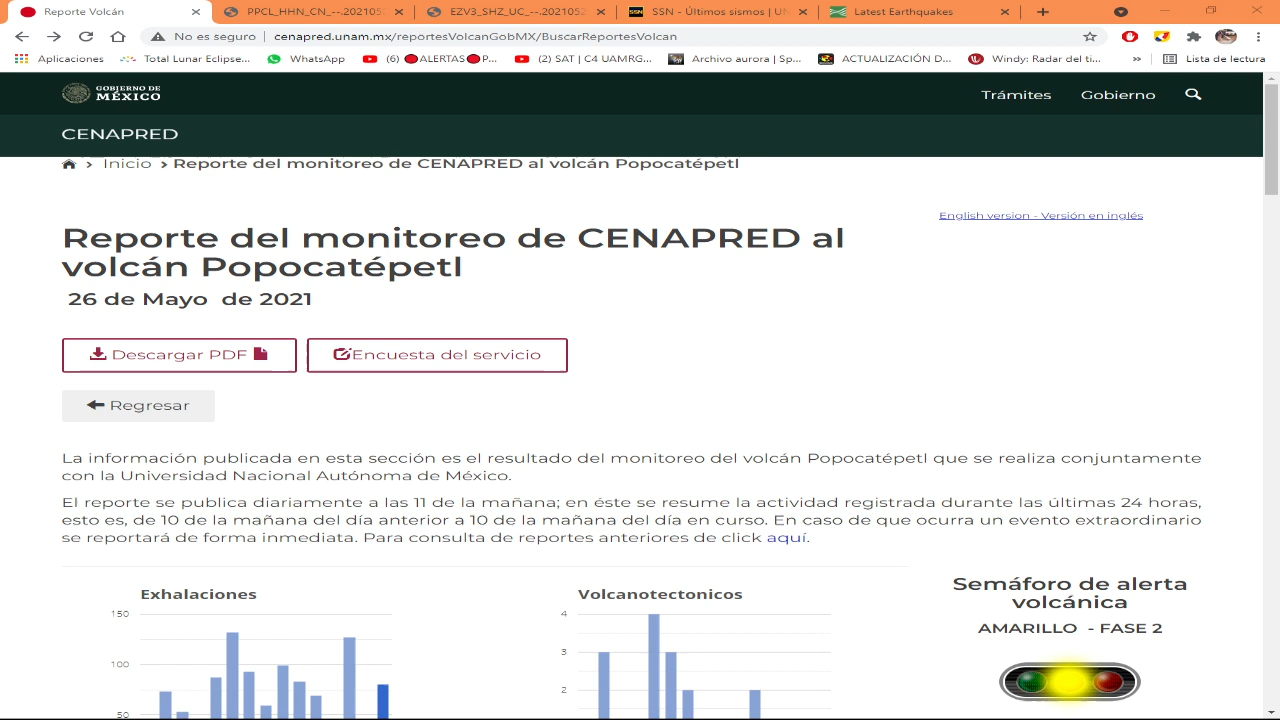 Reporte Volcán
PPCL_HHN_CN_--.202105
EZV3_SHZ_UC_--.2021052
SSN - Últimos sismos | UN
Latest Earthquakes
No es seguro | cenapred.unam.mx/reportesVolcanGobMX/BuscarReportesVolcan
Aplicaciones
Total Lunar Eclipse...
WhatsApp
(6) 🔴ALERTAS🔴P...
(2) SAT | C4 UAMRG...
Archivo aurora | Sp...
ACTUALIZACIÓN D...
Windy: Radar del ti...
»
Lista de lectura
GOBIERNO DE
MÉXICO
Trámites
Gobierno
CENAPRED
> Inicio > Reporte del monitoreo de CENAPRED al volcán Popocatépetl
English version - Versión en inglés
Reporte del monitoreo de CENAPRED al
volcán Popocatépetl
26 de Mayo de 2021
Descargar PDF
Encuesta del servicio
Regresar
La información publicada en esta sección es el resultado del monitoreo del volcán Popocatépetl que se realiza conjuntamente
con la Universidad Nacional Autónoma de México.
El reporte se publica diariamente a las 11 de la mañana; en éste se resume la actividad registrada durante las últimas 24 horas,
esto es, de 10 de la mañana del día anterior a 10 de la mañana del día en curso. En caso de que ocurra un evento extraordinario
se reportará de forma inmediata. Para consulta de reportes anteriores de click aquí.
Exhalaciones
150
100
50
Volcanotectonicos
4
3
2
Semáforo de alerta
volcánica
AMARILLO - FASE 2